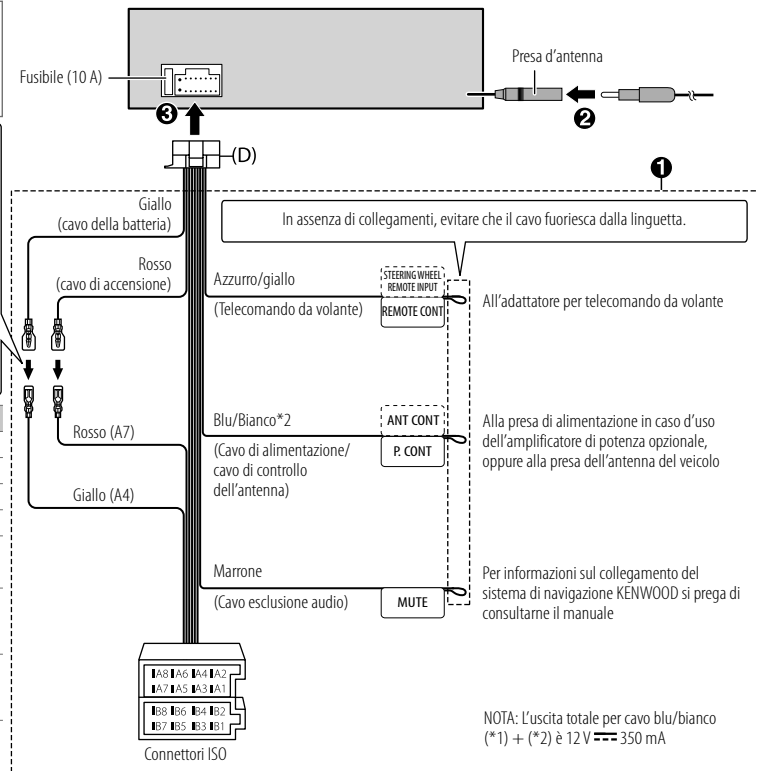 Presa d'antenna
Fusibile (10 A)
❸
❷
(D)
❶
Giallo
(cavo della batteria)
In assenza di collegamenti, evitare che il cavo fuoriesca dalla linguetta.
Rosso
(cavo di accensione)
Azzurro/giallo
(Telecomando da volante)
STEERING WHEEL
REMOTE INPUT
REMOTE CONT
All'adattatore per telecomando da volante
Rosso (A7)
Giallo (A4)
Blu/Bianco*2
(Cavo di alimentazione/
cavo di controllo
dell'antenna)
ANT CONT
P. CONT
Alla presa di alimentazione in caso d'uso
dell'amplificatore di potenza opzionale,
oppure alla presa dell'antenna del veicolo
Marrone
(Cavo esclusione audio)
MUTE
Per informazioni sul collegamento del
sistema di navigazione KENWOOD si prega di
consultarne il manuale
A8 A6 A4 A2
A7 A5 A3 A1
B8 B6 B4 B2
B7 B5 B3 B1
Connettori ISO
NOTA: L'uscita totale per cavo blu/bianco
(*1) + (*2) è 12 V ⎓ 350 mA